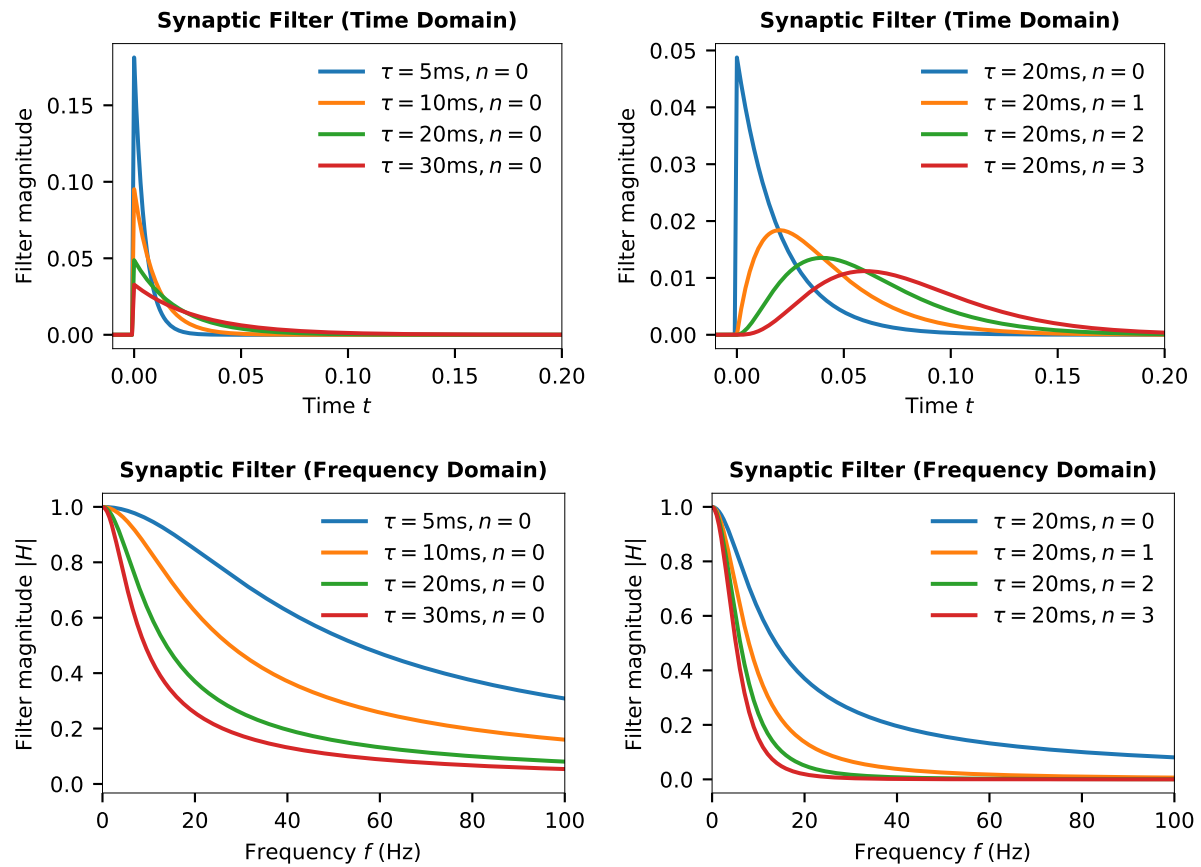 Synaptic Filter (Time Domain)
Filter magnitude
0.15
0.10
0.05
0.00
τ = 5ms, n = 0
τ = 10ms, n = 0
τ = 20ms, n = 0
τ = 30ms, n = 0
0.00 0.05 0.10 0.15 0.20
Time t
Synaptic Filter (Time Domain)
Filter magnitude
0.05
0.04
0.03
0.02
0.01
0.00
τ = 20ms, n = 0
τ = 20ms, n = 1
τ = 20ms, n = 2
τ = 20ms, n = 3
0.00 0.05 0.10 0.15 0.20
Time t
Synaptic Filter (Frequency Domain)
Filter magnitude |H|
1.0
0.8
0.6
0.4
0.2
0.0
τ = 5ms, n = 0
τ = 10ms, n = 0
τ = 20ms, n = 0
τ = 30ms, n = 0
0 20 40 60 80 100
Frequency f (Hz)
Synaptic Filter (Frequency Domain)
Filter magnitude |H|
1.0
0.8
0.6
0.4
0.2
0.0
τ = 20ms, n = 0
τ = 20ms, n = 1
τ = 20ms, n = 2
τ = 20ms, n = 3
0 20 40 60 80 100
Frequency f (Hz)